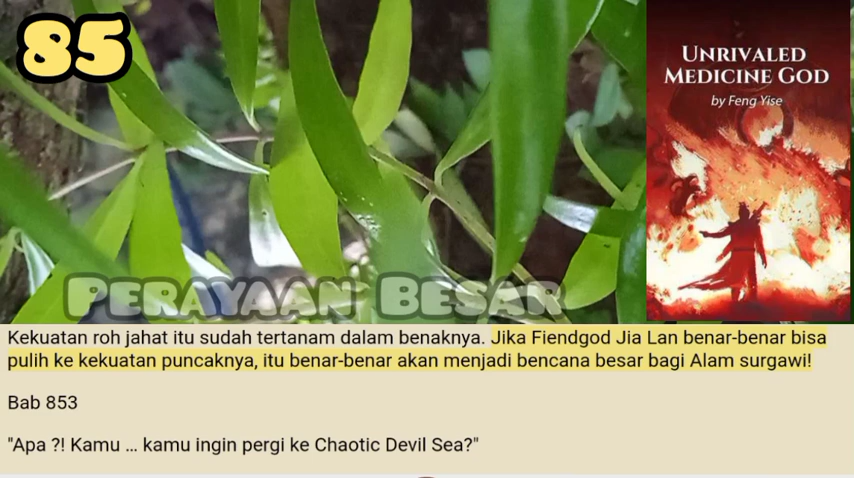 85
UNRIVALED
MEDICINE GOD
by Feng Yise
PERAYAAN BESAR
Kekuatan roh jahat itu sudah tertanam dalam benaknya. Jika Fiendgod Jia Lan benar-benar bisa
pulih ke kekuatan puncaknya, itu benar-benar akan menjadi bencana besar bagi Alam surgawi!
Bab 853
"Apa ?! Kamu ... kamu ingin pergi ke Chaotic Devil Sea?"